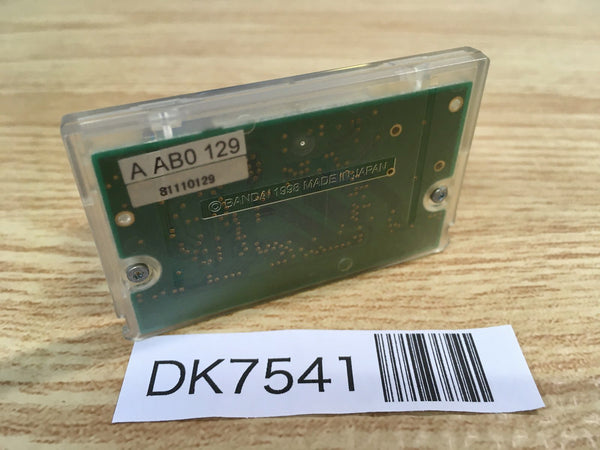 A AB0 129
81110129
© BANDAI 1998 MADE IN JAPAN
DK7541